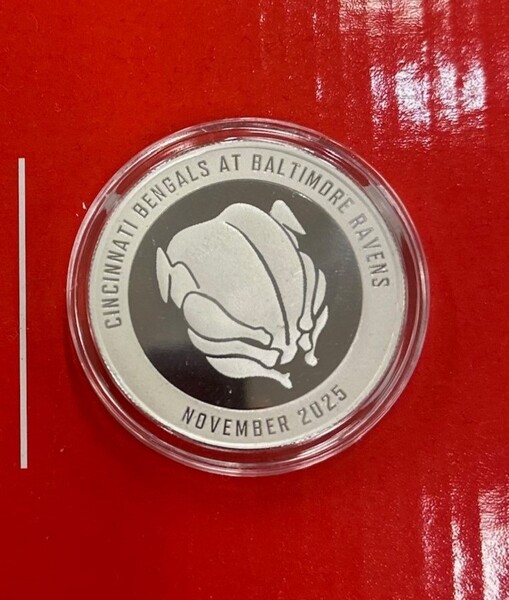 CINCINNATI BENGALS AT BALTIMORE RAVENS
NOVEMBER 2025